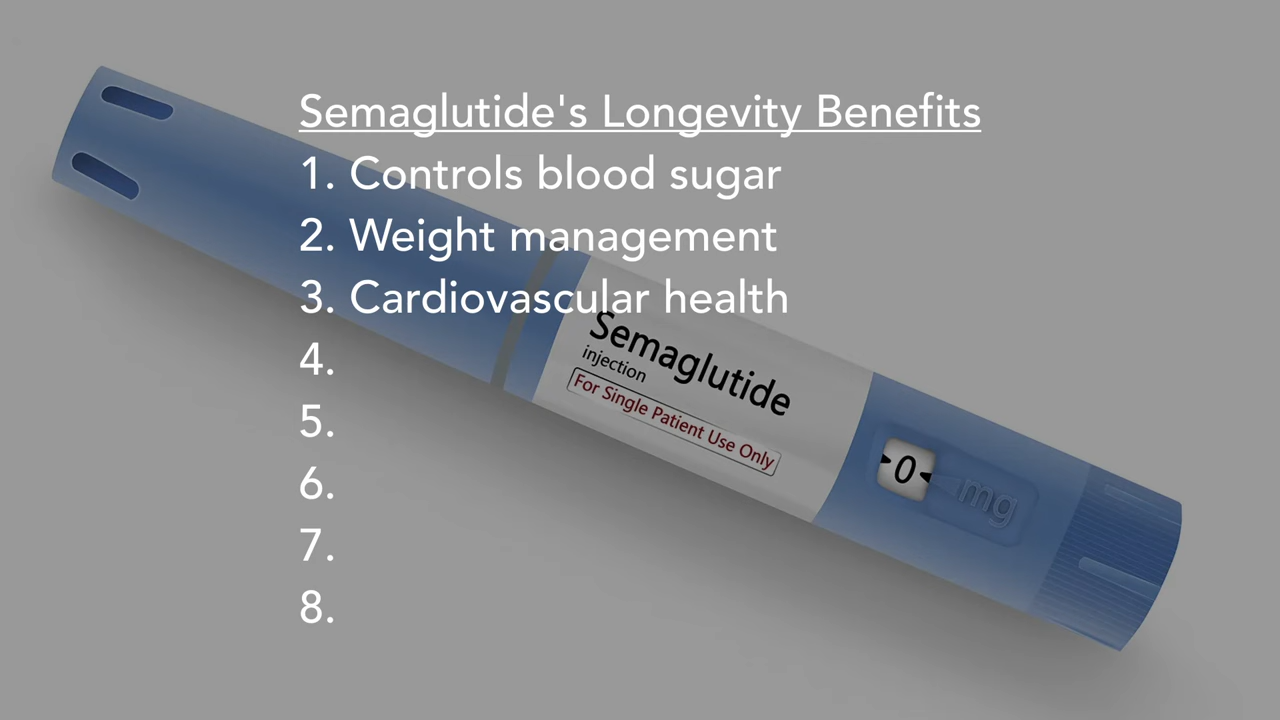 Semaglutide's Longevity Benefits
1. Controls blood sugar
2. Weight management
3. Cardiovascular health
4.
5.
6.
7.
8.
Semaglutide
injection
For Single Patient Use Only
0
mg